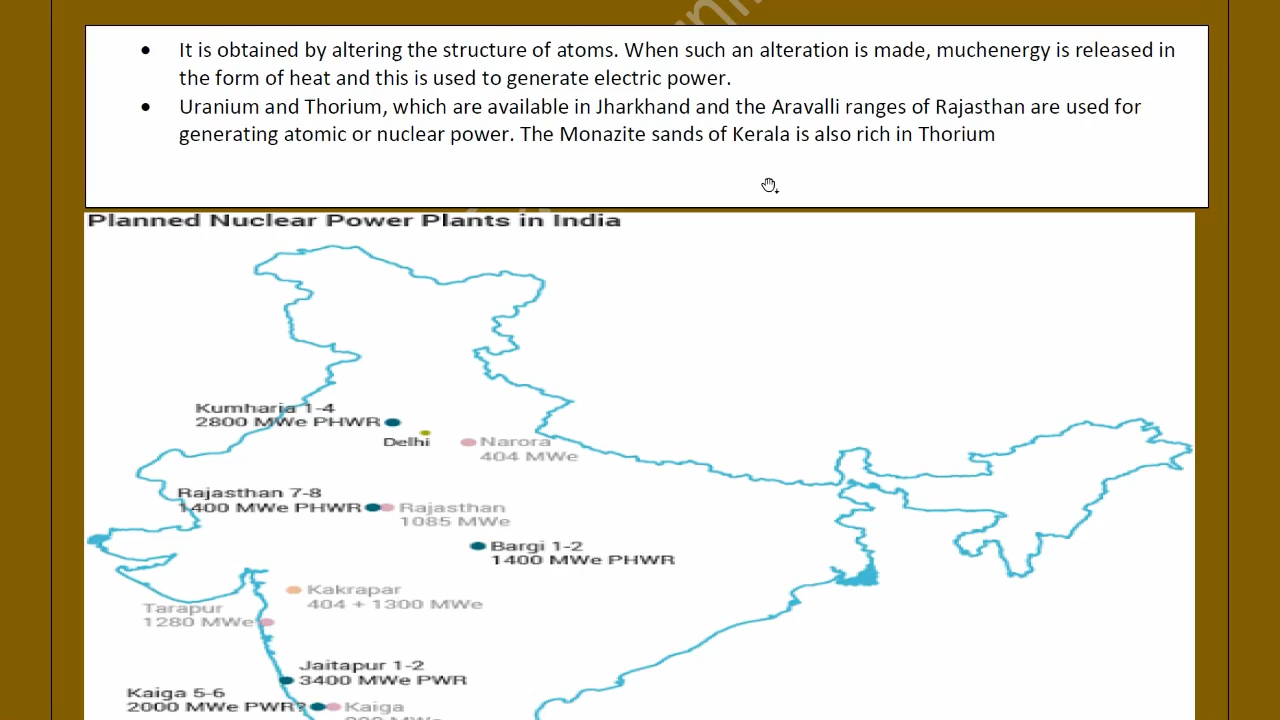 It is obtained by altering the structure of atoms. When such an alteration is made, muchenergy is released in
the form of heat and this is used to generate electric power.
Uranium and Thorium, which are available in Jharkhand and the Aravalli ranges of Rajasthan are used for
generating atomic or nuclear power. The Monazite sands of Kerala is also rich in Thorium
Planned Nuclear Power Plants in India
Kumharia 1-4
2800 MWe PHWR
Delhi
Narora
404 MWe
Rajasthan 7-8
1400 MWe PHWR
Rajasthan
1085 MWe
Bargi 1-2
1400 MWe PHWR
Kakrapar
404 + 1300 MWe
Tarapur
1280 MWe
Jaitapur 1-2
3400 MWe PWR
Kaiga 5-6
2000 MWe PWR?
Kaiga